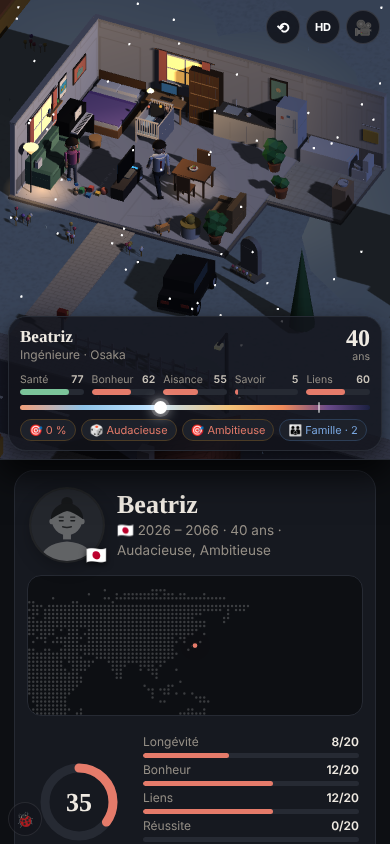 HD
Beatriz
40
Ingénieure · Osaka
ans
Santé 77 Bonheur 62 Aisance 55 Savoir 5 Liens 60
0 % Audacieuse Ambitieuse Famille · 2
Beatriz
2026 – 2066 · 40 ans ·
Audacieuse, Ambitieuse
Longévité 8/20
Bonheur 12/20
Liens 12/20
Réussite 0/20
35